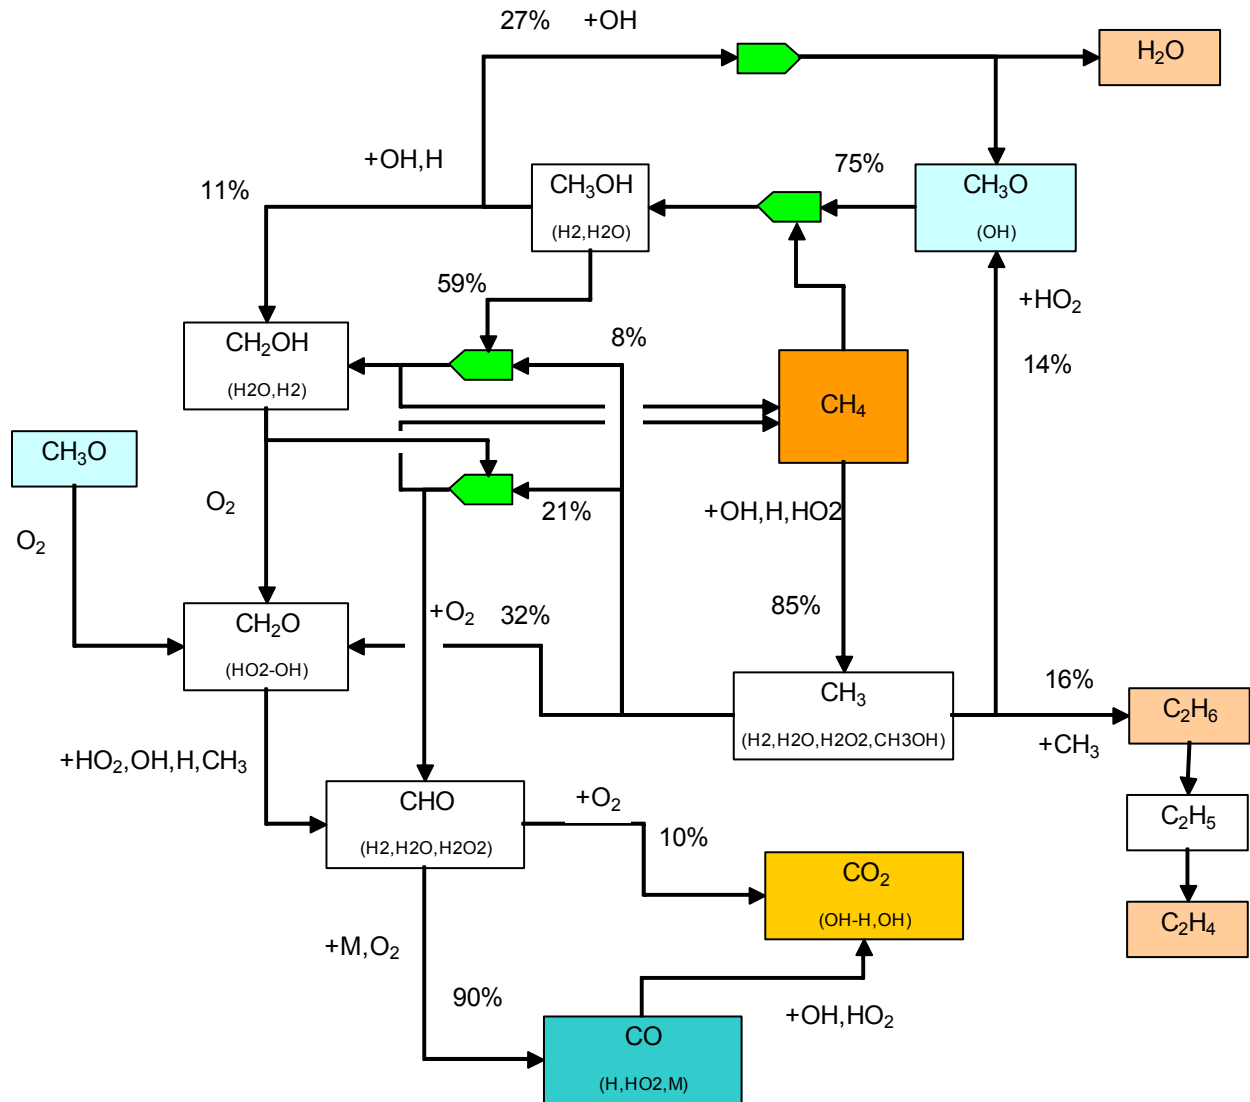 27% +OH
H₂O
+OH,H
11%
CH₃OH
(H2,H2O)
75%
CH₃O
(OH)
59%
+HO₂
CH₂OH
(H2O,H2)
8%
14%
CH₄
CH₃O
O₂
O₂
21%
+OH,H,HO2
CH₂O
(HO2-OH)
+O₂
32%
85%
CH₃
(H2,H2O,H2O2,CH3OH)
16%
+CH₃
C₂H₆
+HO₂,OH,H,CH₃
CHO
(H2,H2O,H2O2)
+O₂
10%
C₂H₅
CO₂
(OH-H,OH)
C₂H₄
+M,O₂
90%
+OH,HO₂
CO
(H,HO2,M)